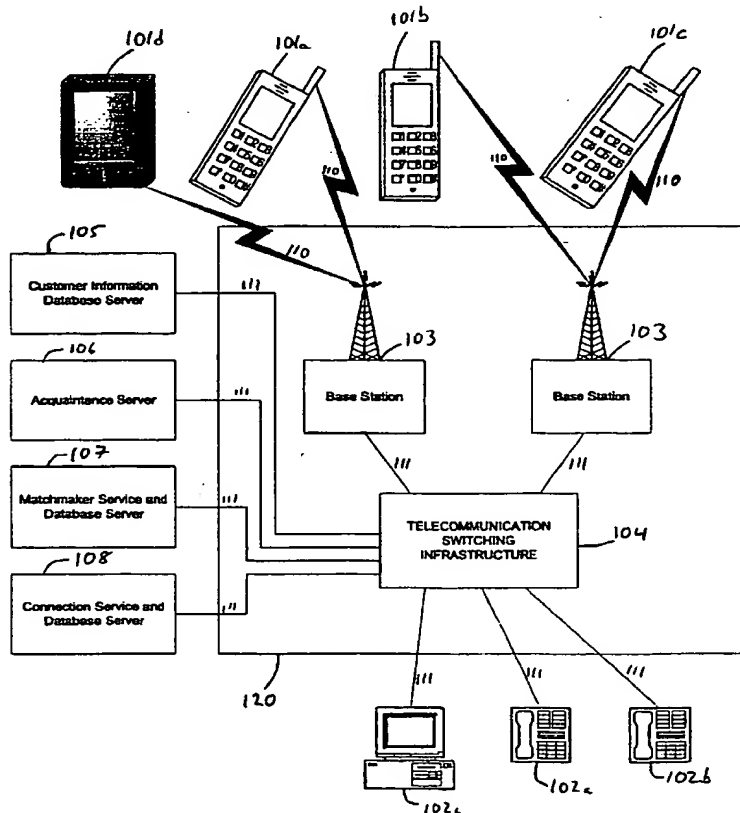 101d
101a
101b
101c
110
110
110
110
105
Customer Information
Database Server
111
106
Acquaintance Server
111
107
Matchmaker Service and
Database Server
111
108
Connection Service and
Database Server
111
103
Base Station
103
Base Station
111
111
TELECOMMUNICATION
SWITCHING
INFRASTRUCTURE
104
120
111
111
111
102c
102a
102b